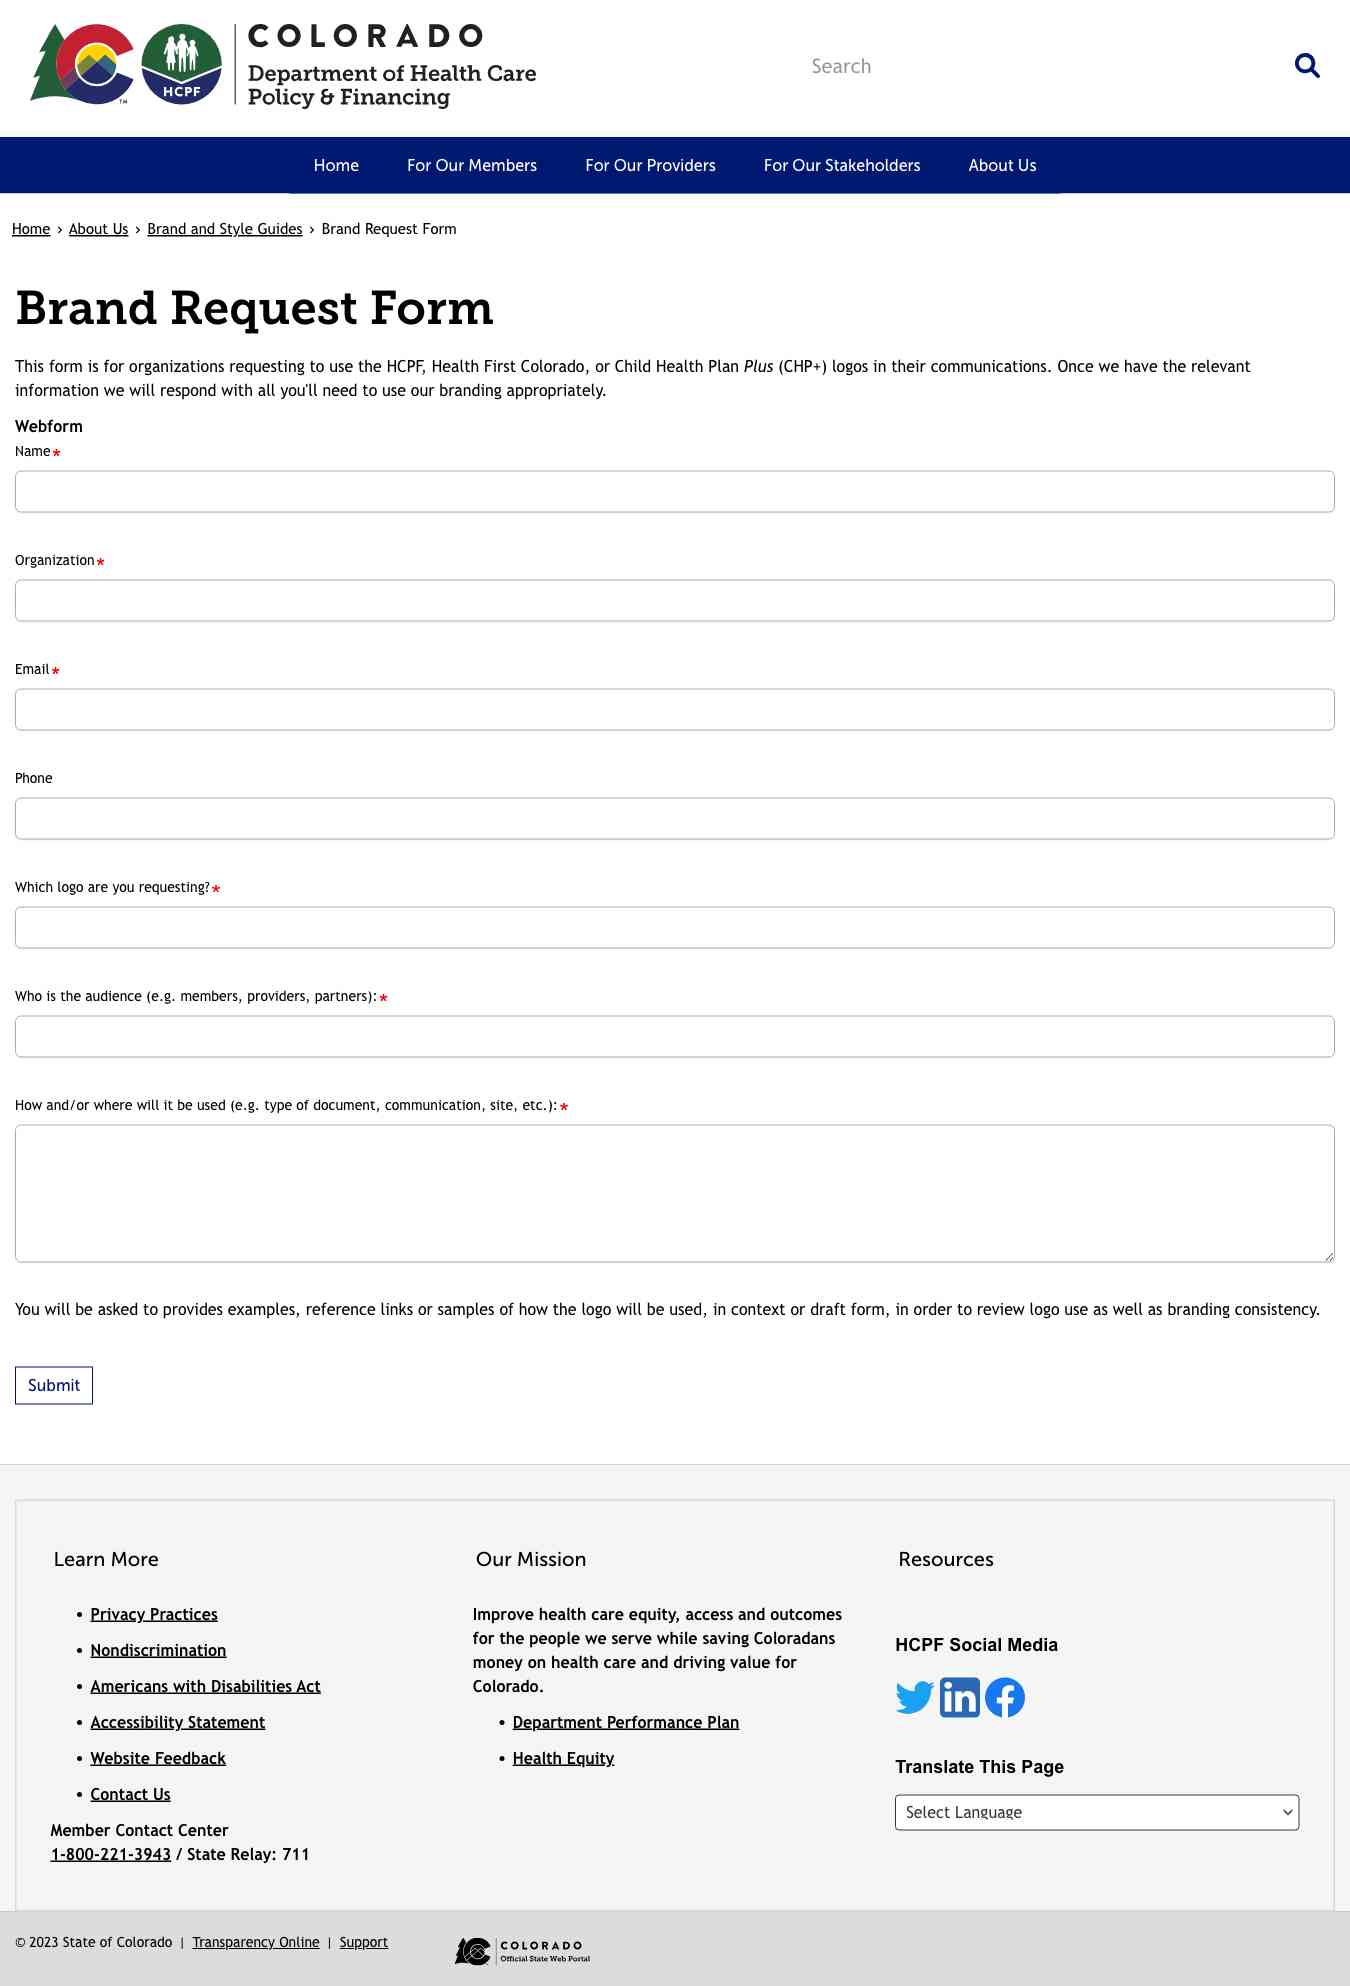 COLORADO
Department of Health Care
Policy & Financing
HCPF
TM
Search
Home
For Our Members
For Our Providers
For Our Stakeholders
About Us
Home › About Us › Brand and Style Guides › Brand Request Form
Brand Request Form
This form is for organizations requesting to use the HCPF, Health First Colorado, or Child Health Plan Plus (CHP+) logos in their communications. Once we have the relevant
information we will respond with all you'll need to use our branding appropriately.
Webform
Name*
Organization*
Email*
Phone
Which logo are you requesting?*
Who is the audience (e.g. members, providers, partners):*
How and/or where will it be used (e.g. type of document, communication, site, etc.):*
You will be asked to provides examples, reference links or samples of how the logo will be used, in context or draft form, in order to review logo use as well as branding consistency.
Submit
Learn More
• Privacy Practices
• Nondiscrimination
• Americans with Disabilities Act
• Accessibility Statement
• Website Feedback
• Contact Us
Member Contact Center
1-800-221-3943 / State Relay: 711
Our Mission
Improve health care equity, access and outcomes
for the people we serve while saving Coloradans
money on health care and driving value for
Colorado.
• Department Performance Plan
• Health Equity
Resources
HCPF Social Media
in
Translate This Page
Select Language
© 2023 State of Colorado | Transparency Online | Support
COLORADO
Official State Web Portal